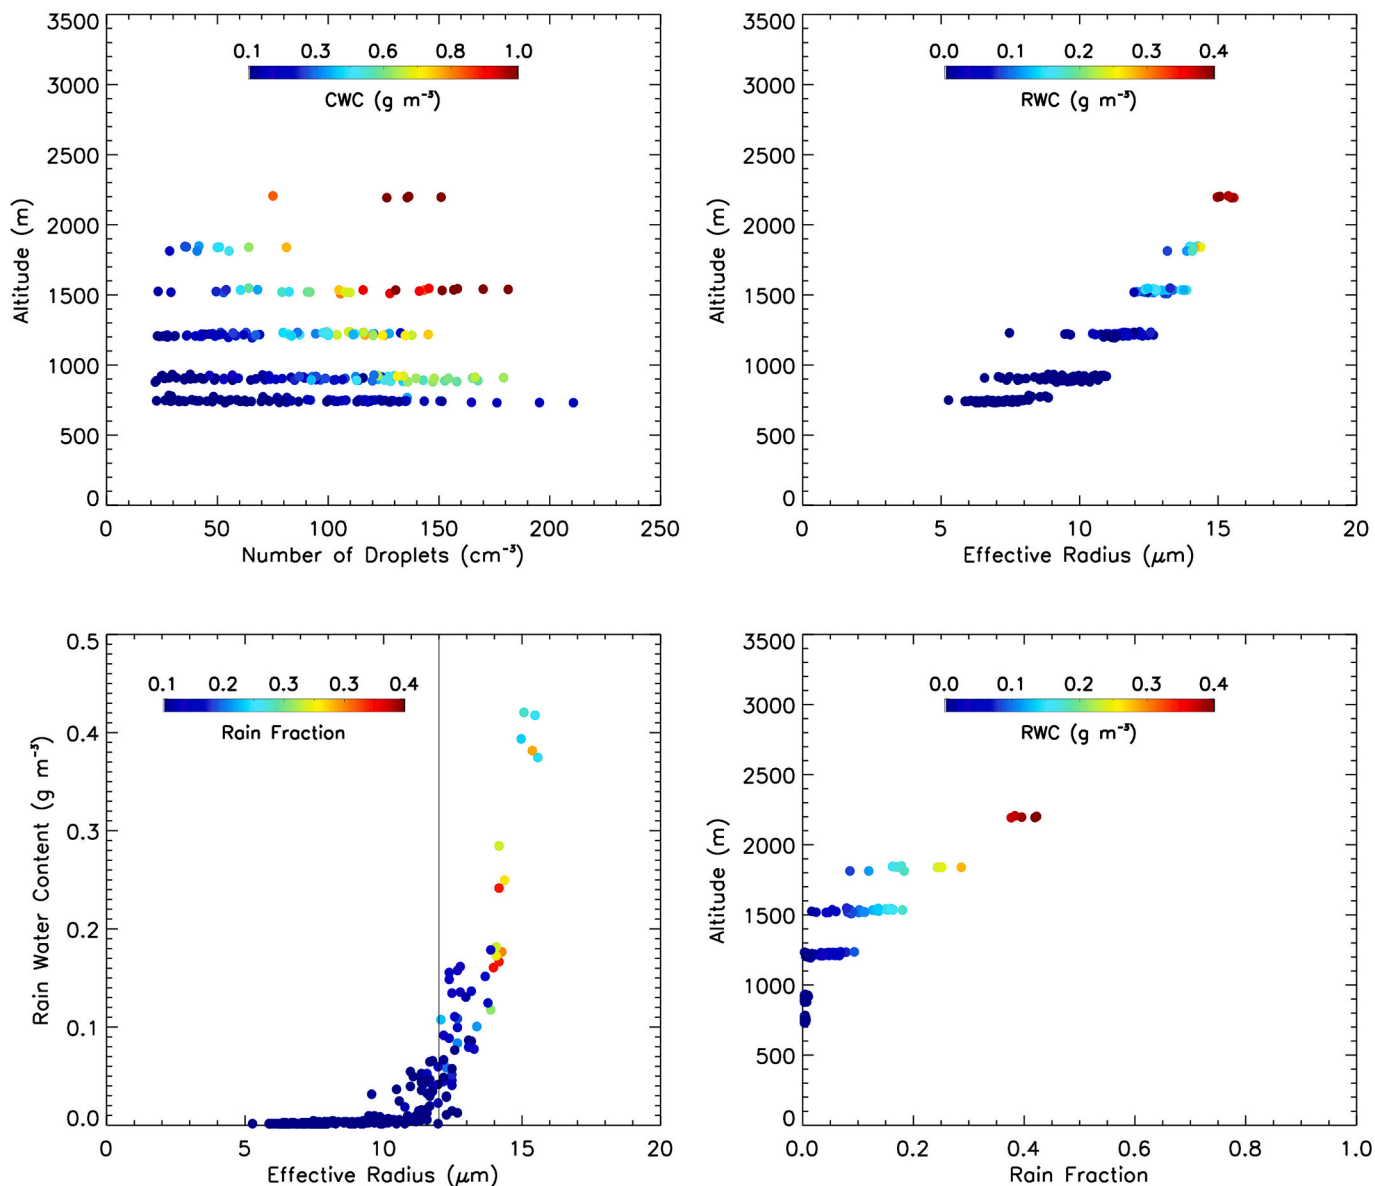 3500
3000
2500
2000
1500
1000
500
0
Altitude (m)
0.1 0.3 0.6 0.8 1.0
CWC (g m⁻³)
0 50 100 150 200 250
Number of Droplets (cm⁻³)
3500
3000
2500
2000
1500
1000
500
0
Altitude (m)
0.0 0.1 0.2 0.3 0.4
RWC (g m⁻³)
0 5 10 15 20
Effective Radius (μm)
0.5
0.4
0.3
0.2
0.1
0.0
Rain Water Content (g m⁻³)
0.1 0.2 0.3 0.3 0.4
Rain Fraction
0 5 10 15 20
Effective Radius (μm)
3500
3000
2500
2000
1500
1000
500
0
Altitude (m)
0.0 0.1 0.2 0.3 0.4
RWC (g m⁻³)
0.0 0.2 0.4 0.6 0.8 1.0
Rain Fraction